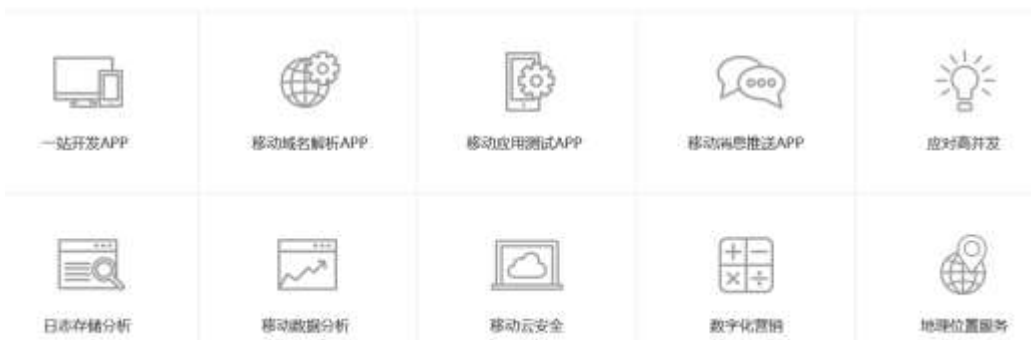 一站开发APP
移动域名解析APP
移动应用测试APP
移动消息推送APP
应对高并发
日志存储分析
移动数据分析
移动云安全
数字化营销
地理位置服务